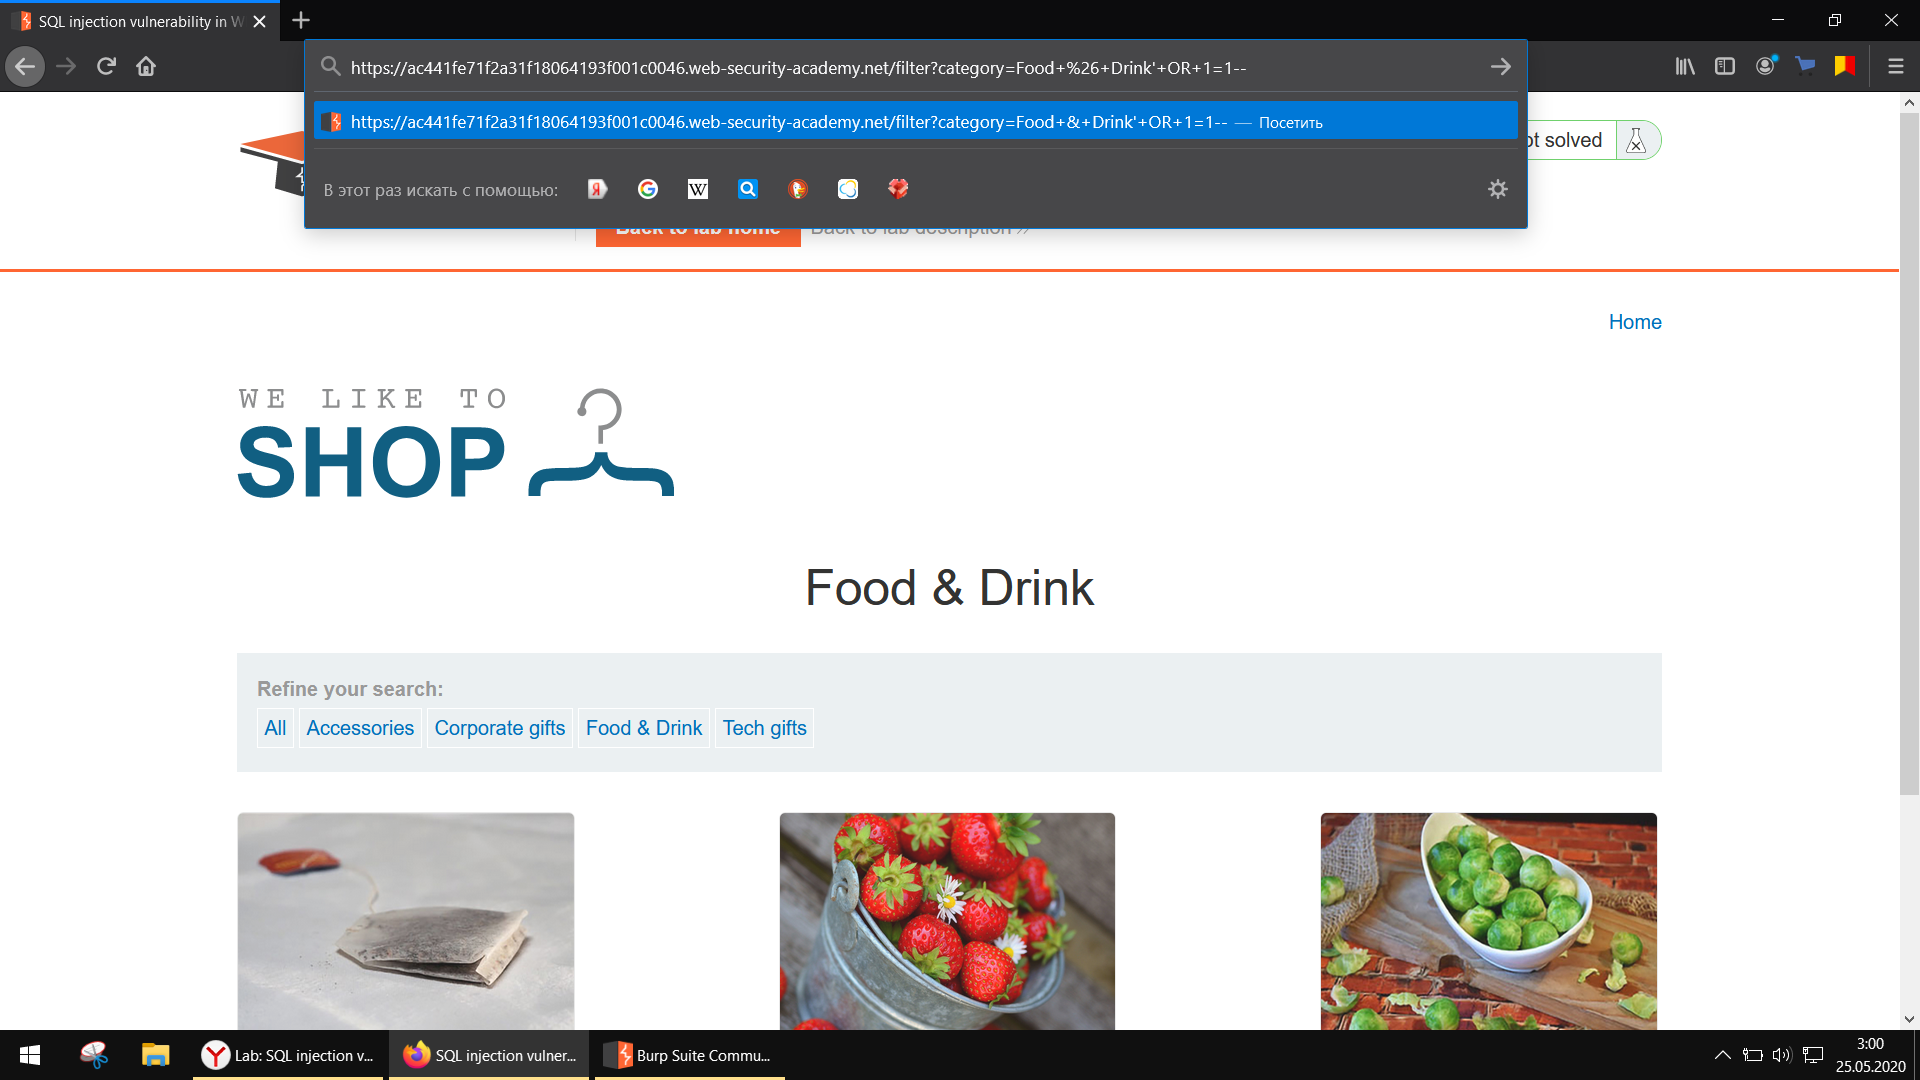 SQL injection vulnerability in W
https://ac441fe71f2a31f18064193f001c0046.web-security-academy.net/filter?category=Food+%26+Drink'+OR+1=1--
https://ac441fe71f2a31f18064193f001c0046.web-security-academy.net/filter?category=Food+&+Drink'+OR+1=1-- — Посетить
solved
В этот раз искать с помощью:
Back to lab home Back to lab description
Home
WE LIKE TO
SHOP
Food & Drink
Refine your search:
All Accessories Corporate gifts Food & Drink Tech gifts
Lab: SQL injection v... SQL injection vulner... Burp Suite Commu...
3:00
25.05.2020